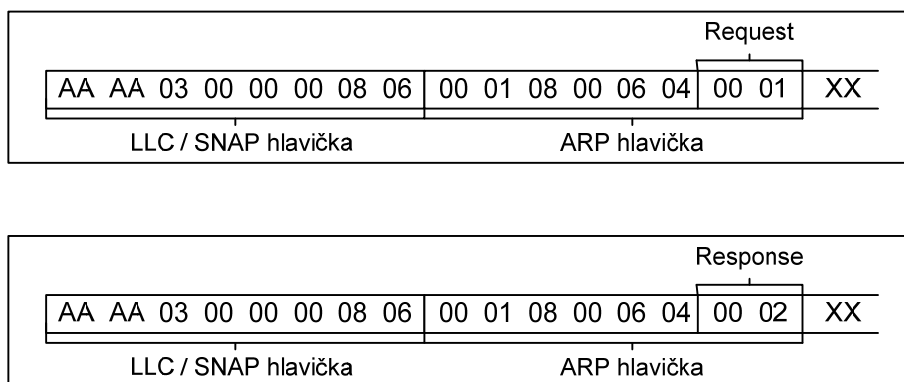 Request
AA AA 03 00 00 00 08 06 00 01 08 00 06 04 00 01 XX
LLC / SNAP hlavička ARP hlavička
Response
AA AA 03 00 00 00 08 06 00 01 08 00 06 04 00 02 XX
LLC / SNAP hlavička ARP hlavička